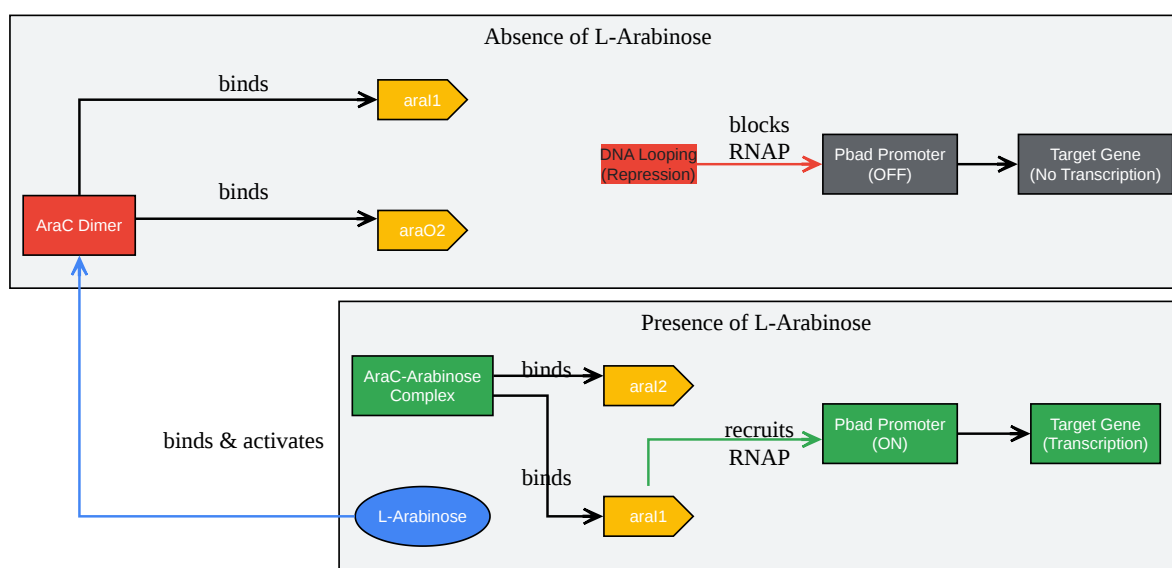 Absence of L-Arabinose
binds
araI1
blocks
RNAP
DNA Looping
(Repression)
Pbad Promoter
(OFF)
Target Gene
(No Transcription)
binds
AraC Dimer
araO2
Presence of L-Arabinose
AraC-Arabinose
Complex
binds
araI2
recruits
RNAP
Pbad Promoter
(ON)
Target Gene
(Transcription)
binds & activates
binds
L-Arabinose
araI1